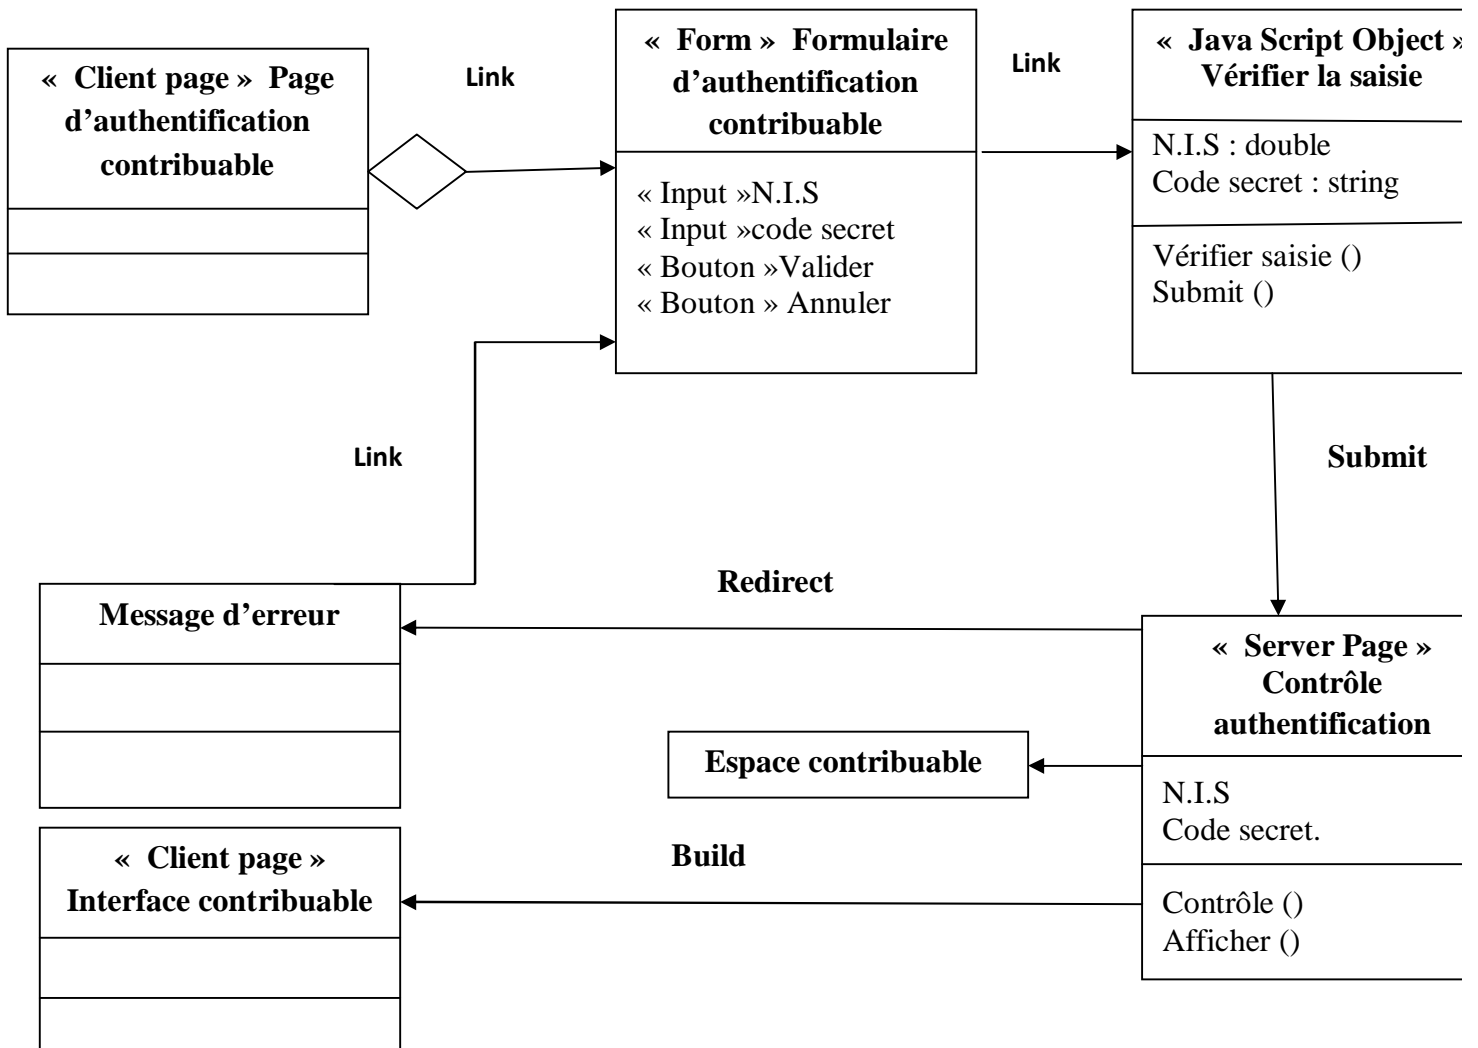 « Client page » Page
d’authentification
contribuable
Link
« Form » Formulaire
d’authentification
contribuable
« Input »N.I.S
« Input »code secret
« Bouton »Valider
« Bouton » Annuler
Link
« Java Script Object »
Vérifier la saisie
N.I.S : double
Code secret : string
Vérifier saisie ()
Submit ()
Link
Submit
Message d’erreur
Redirect
« Server Page »
Contrôle
authentification
N.I.S
Code secret.
Contrôle ()
Afficher ()
Espace contribuable
« Client page »
Interface contribuable
Build